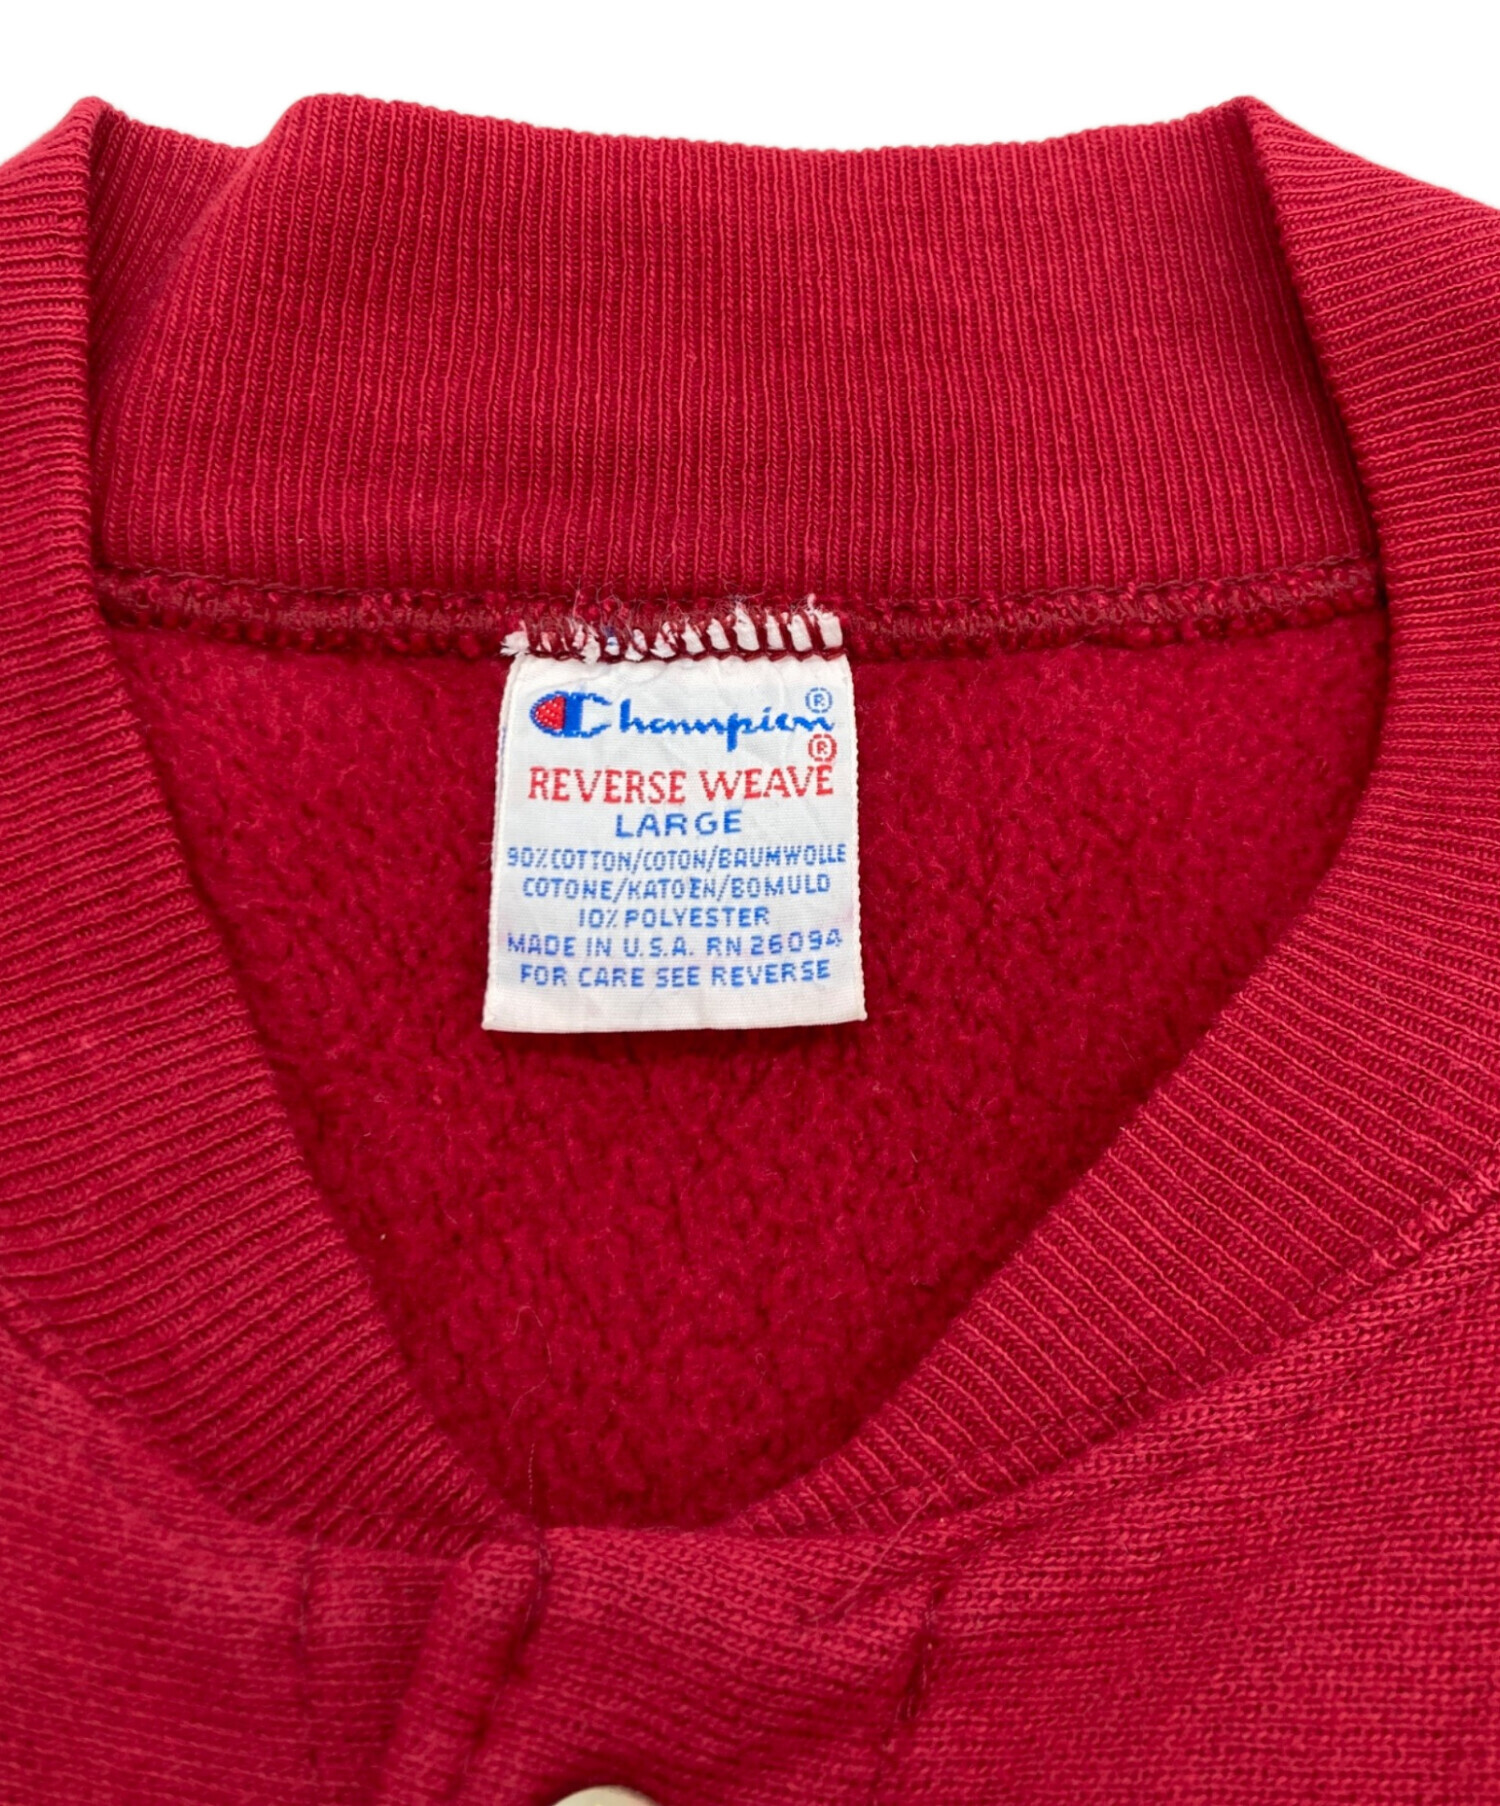 Champion®
REVERSE WEAVE®
LARGE
90% COTTON/COTON/BAUMWOLLE
COTONE/KATOEN/BOMULD
10% POLYESTER
MADE IN U.S.A. RN 26094
FOR CARE SEE REVERSE